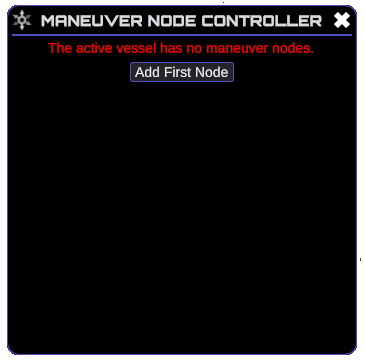 MANEUVER NODE CONTROLLER
The active vessel has no maneuver nodes.
Add First Node